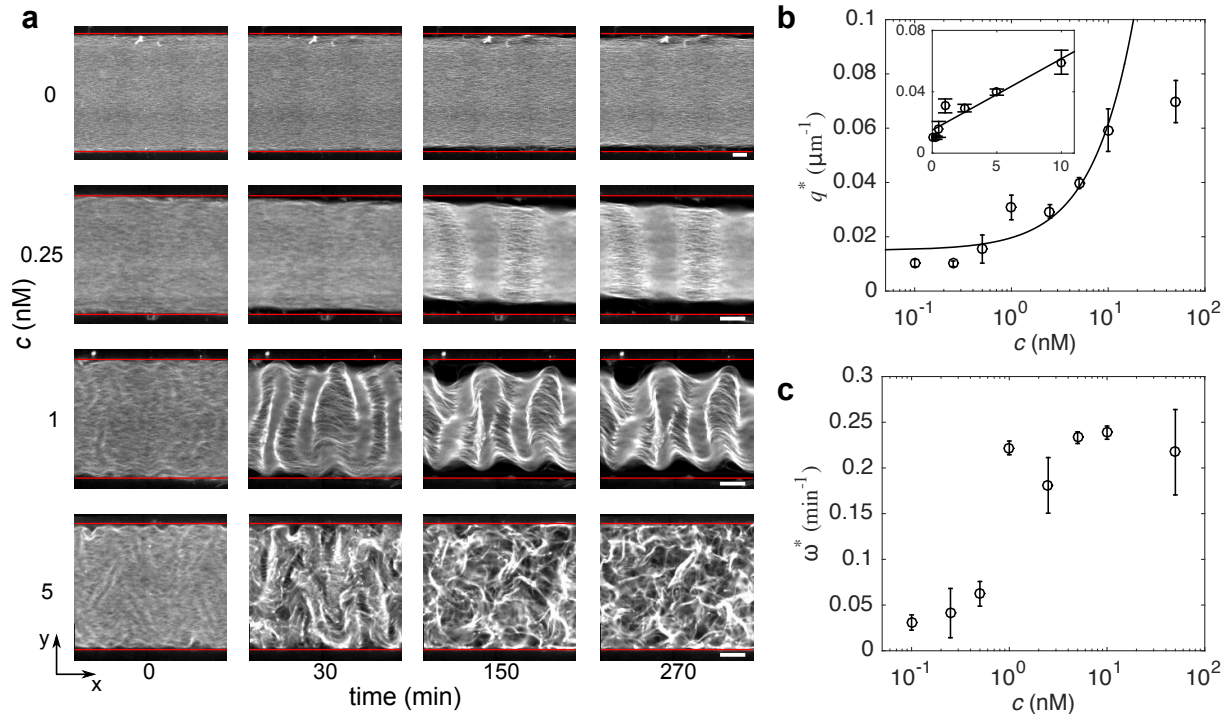 a
c (nM)
0
0.25
1
5
y
x
0 30 150 270
time (min)
b
q* (μm⁻¹)
0.1
0.08
0.06
0.04
0.02
0
0.08
0.04
0
0 5 10
10⁻¹ 10⁰ 10¹ 10²
c (nM)
c
ω* (min⁻¹)
0.3
0.25
0.2
0.15
0.1
0.05
0
10⁻¹ 10⁰ 10¹ 10²
c (nM)